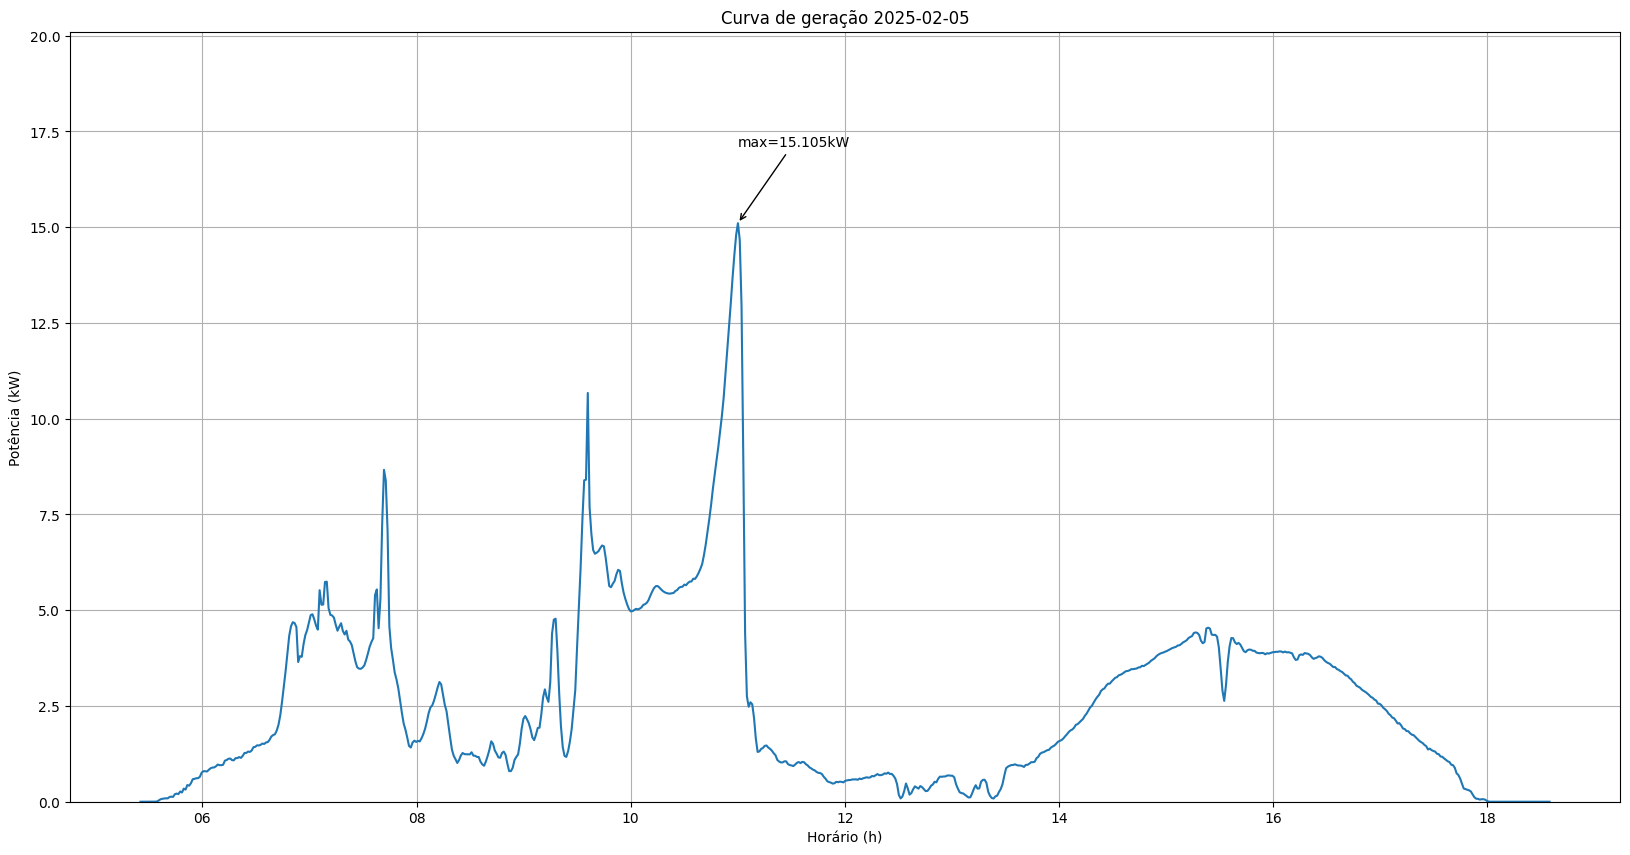 Curva de geração 2025-02-05
20.0
17.5
max=15.105kW
15.0
12.5
10.0
7.5
5.0
2.5
0.0
Potência (kW)
06 08 10 12 14 16 18
Horário (h)